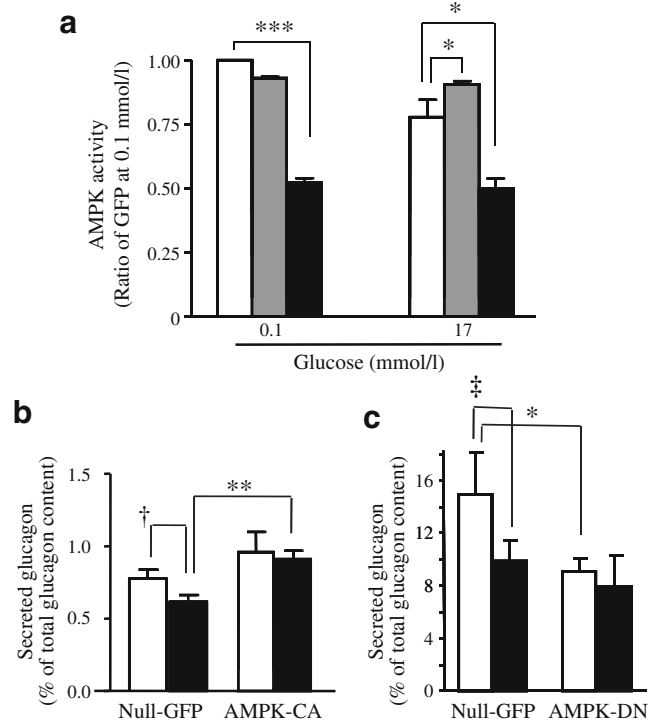 a
***
*
*
AMPK activity
(Ratio of GFP at 0.1 mmol/l)
1.00
0.75
0.50
0.25
0
0.1
17
Glucose (mmol/l)
b
Secreted glucagon
(% of total glucagon content)
1.5
1.0
0.5
0.0
†
**
Null-GFP
AMPK-CA
c
Secreted glucagon
(% of total glucagon content)
16
12
8
4
0
‡
*
Null-GFP
AMPK-DN